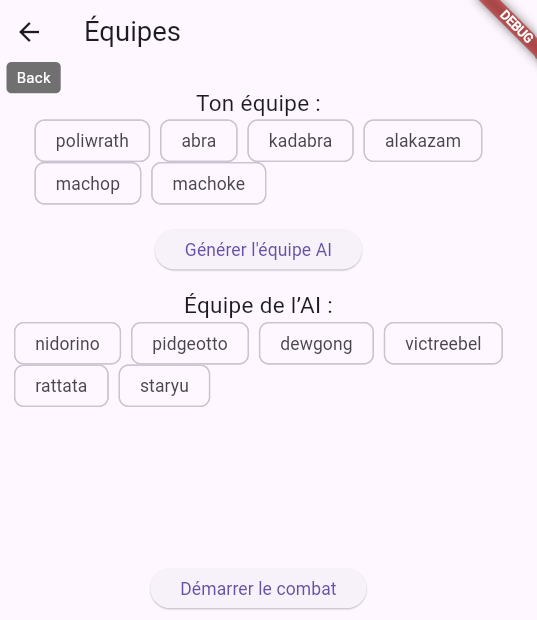 Équipes
DEBUG
Back
Ton équipe :
poliwrath abra kadabra alakazam
machop machoke
Générer l'équipe AI
Équipe de l’AI :
nidorino pidgeotto dewgong victreebel
rattata staryu
Démarrer le combat